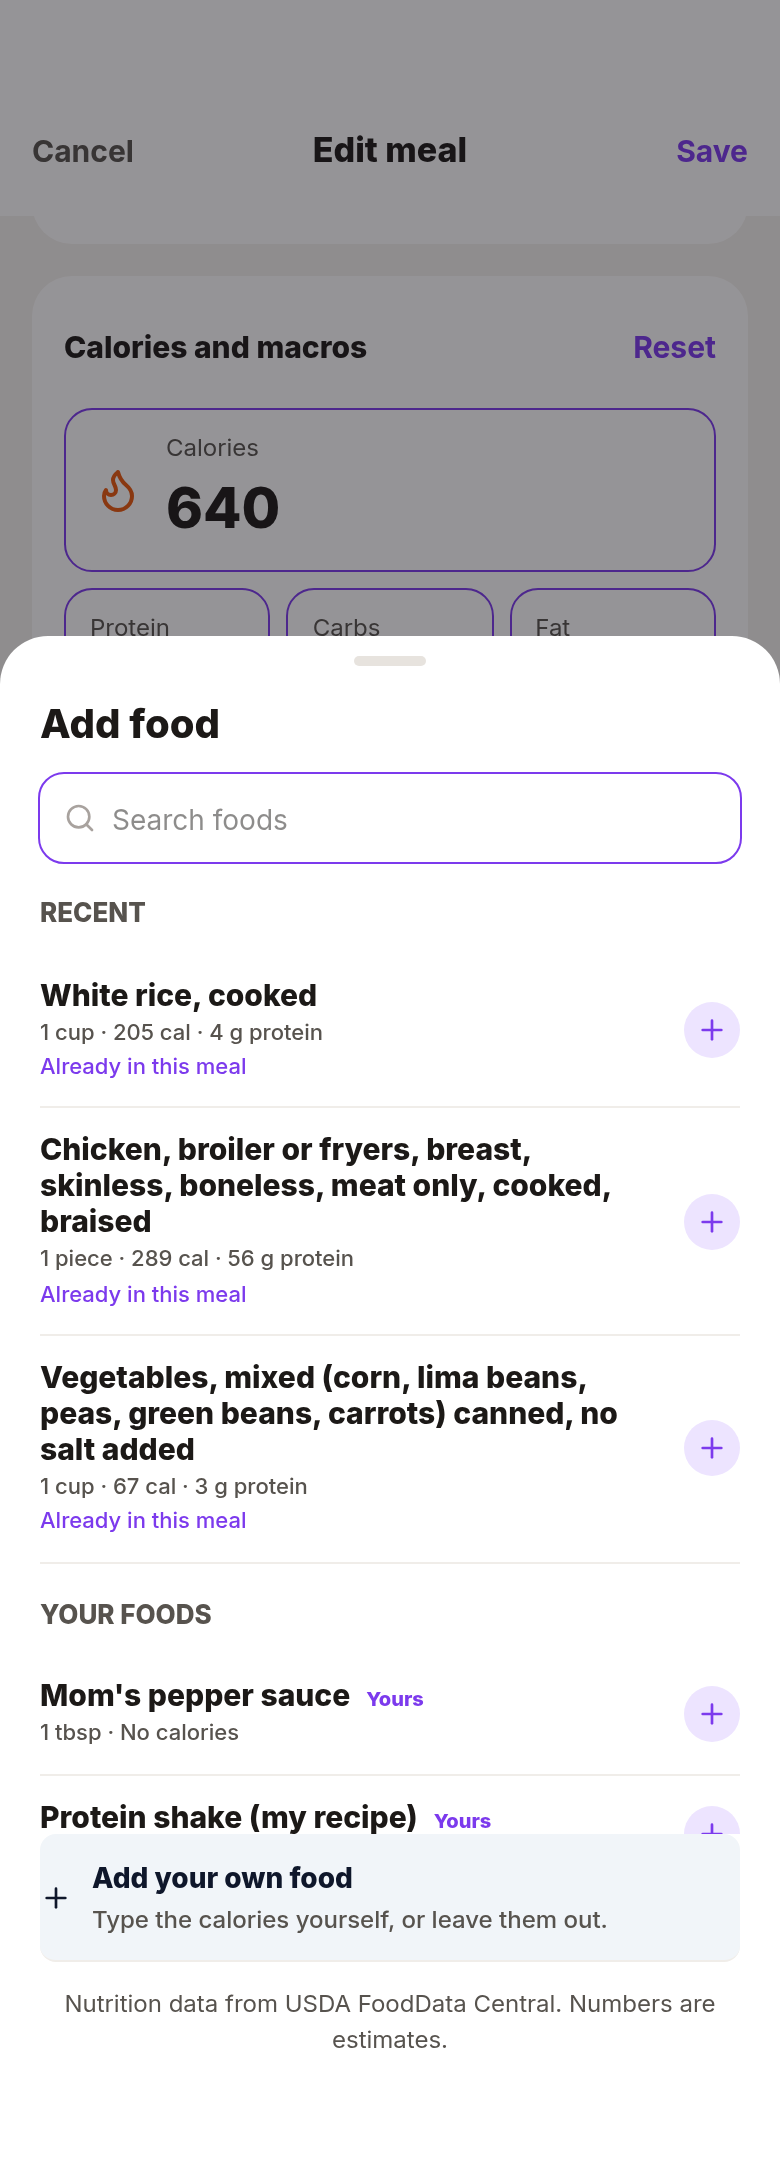 Cancel
Edit meal
Save
Calories and macros
Reset
Calories
640
Protein
Carbs
Fat
Add food
Search foods
RECENT
White rice, cooked
1 cup · 205 cal · 4 g protein
Already in this meal
Chicken, broiler or fryers, breast,
skinless, boneless, meat only, cooked,
braised
1 piece · 289 cal · 56 g protein
Already in this meal
Vegetables, mixed (corn, lima beans,
peas, green beans, carrots) canned, no
salt added
1 cup · 67 cal · 3 g protein
Already in this meal
YOUR FOODS
Mom's pepper sauce Yours
1 tbsp · No calories
Protein shake (my recipe) Yours
Add your own food
Type the calories yourself, or leave them out.
Nutrition data from USDA FoodData Central. Numbers are
estimates.